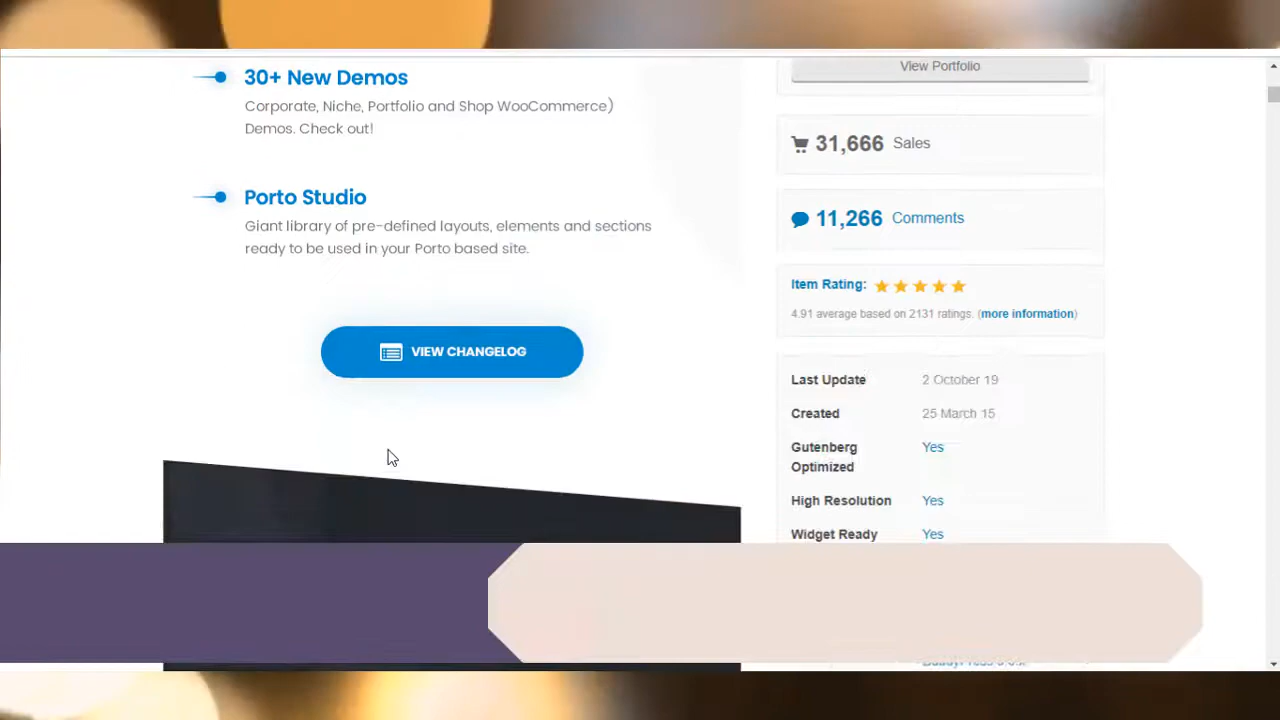 30+ New Demos
Corporate, Niche, Portfolio and Shop WooCommerce)
Demos. Check out!
Porto Studio
Giant library of pre-defined layouts, elements and sections
ready to be used in your Porto based site.
VIEW CHANGELOG
View Portfolio
31,666 Sales
11,266 Comments
Item Rating:
4.91 average based on 2131 ratings. (more information)
Last Update 2 October 19
Created 25 March 15
Gutenberg Optimized Yes
High Resolution Yes
Widget Ready Yes